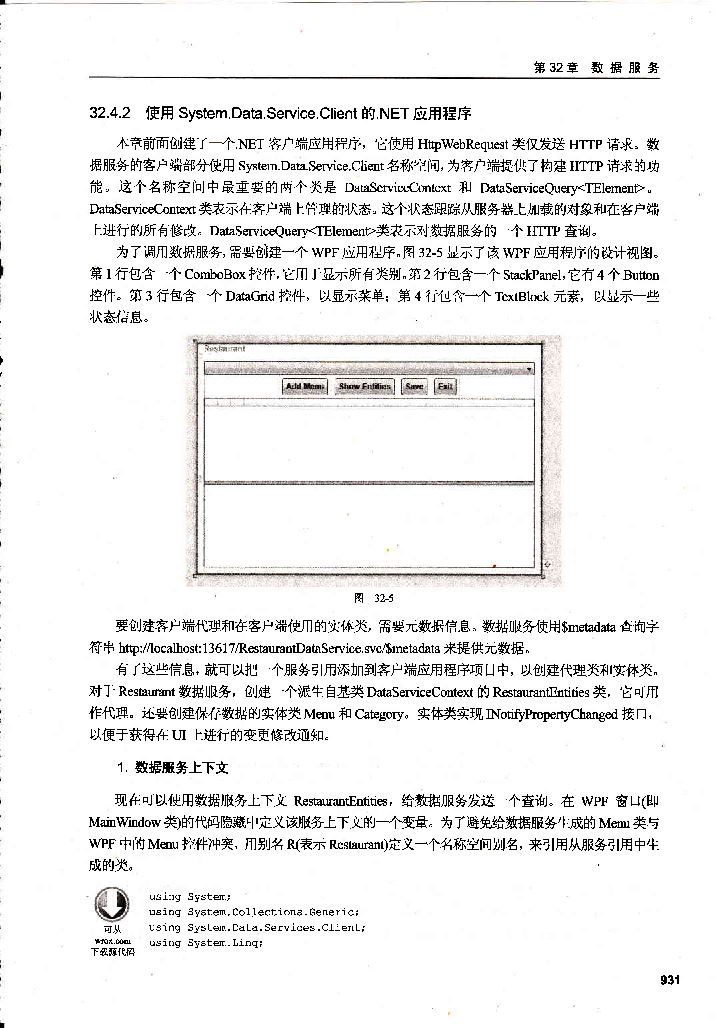 第 32 章 数 据 服 务
32.4.2 使用 System.Data.Service.Client 的.NET 应用程序
本章前面创建了一个.NET 客户端应用程序，它使用 HttpWebRequest 类仅发送 HTTP 请求。数
据服务的客户端部分使用 System.Data.Service.Client 名称空间,为客户端提供了构建 HTTP 请求的功
能。这个名称空间中最重要的两个类是 DataServiceContext 和 DataServiceQuery<TElement>。
DataServiceContext 类表示在客户端上管理的状态。这个状态跟踪从服务器上加载的对象和在客户端
上进行的所有修改。DataServiceQuery<TElement>类表示对数据服务的一个 HTTP 查询。
为了调用数据服务,需要创建一个 WPF 应用程序。图 32-5 显示了该 WPF 应用程序的设计视图。
第 1 行包含一个 ComboBox 控件,它用于显示所有类别。第 2 行包含一个 StackPanel,它有 4 个 Button
控件。第 3 行包含一个 DataGrid 控件，以显示菜单；第 4 行包含一个 TextBlock 元素，以显示一些
状态信息。
Restaurant
Add Menu Show Entities Save Exit
图 32-5
要创建客户端代理和在客户端使用的实体类，需要元数据信息。数据服务使用$metadata 查询字
符串 http://localhost:13617/RestaurantDataService.svc/$metadata 来提供元数据。
有了这些信息，就可以把一个服务引用添加到客户端应用程序项目中，以创建代理类和实体类。
对于 Restaurant 数据服务，创建一个派生自基类 DataServiceContext 的 RestaurantEntities 类，它可用
作代理。还要创建保存数据的实体类 Menu 和 Category。实体类实现 INotifyPropertyChanged 接口，
以便于获得在 UI 上进行的变更修改通知。
1. 数据服务上下文
现在可以使用数据服务上下文 RestaurantEntities，给数据服务发送一个查询。在 WPF 窗口(即
MainWindow 类)的代码隐藏中定义该服务上下文的一个变量。为了避免给数据服务生成的 Menu 类与
WPF 中的 Menu 控件冲突，用别名 R(表示 Restaurant)定义一个名称空间别名，来引用从服务引用中生
成的类。
using System;
using System.Collections.Generic;
using System.Data.Services.Client;
using System.Linq;
可从
wrox.com
下载源代码
931